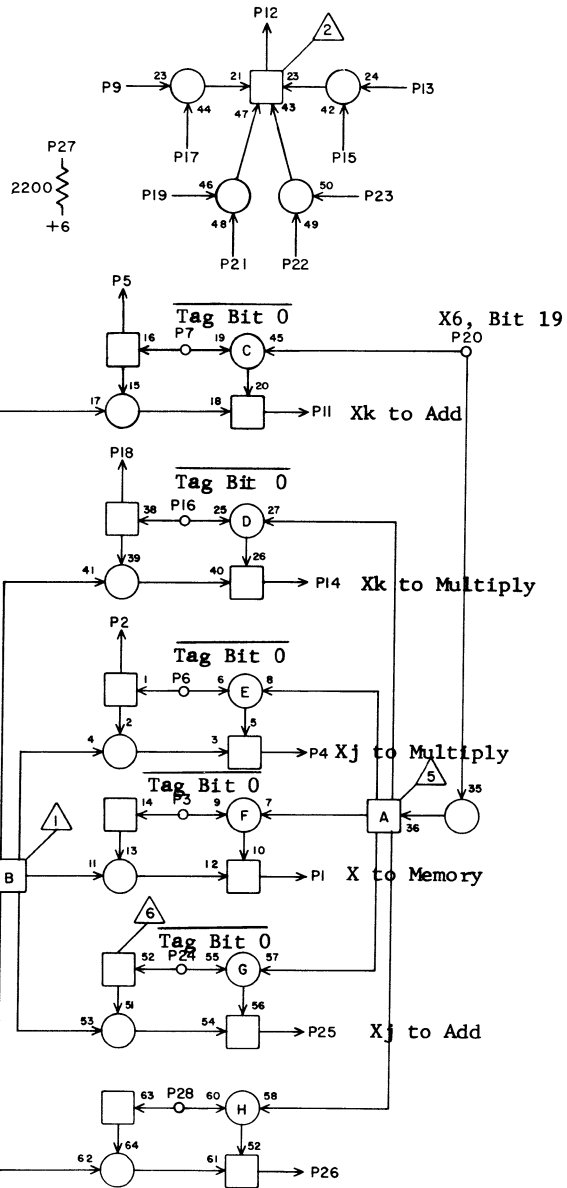 P12
2
P9 23 21 23 24 P13
44 47 43 42
P17 P15
P27
2200
+6
P19 46 50 P23
48 49
P21 P22
P5
Tag Bit 0
X6, Bit 19
P7 P20
16 19 C 45
15 20
17 18 P11 Xk to Add
P18
Tag Bit 0
38 P16 25 D 27
39 26
41 40 P14 Xk to Multiply
P2
Tag Bit 0
1 P6 6 E 8
2 5
4 3 P4 Xj to Multiply
Tag Bit 0
5
35
14 P3 9 F 7 A 36
1
13 10
B 11 12 P1 X to Memory
6
Tag Bit 0
52 P24 55 G 57
51 56
53 54 P25 Xj to Add
63 P28 60 H 58
64 52
62 61 P26